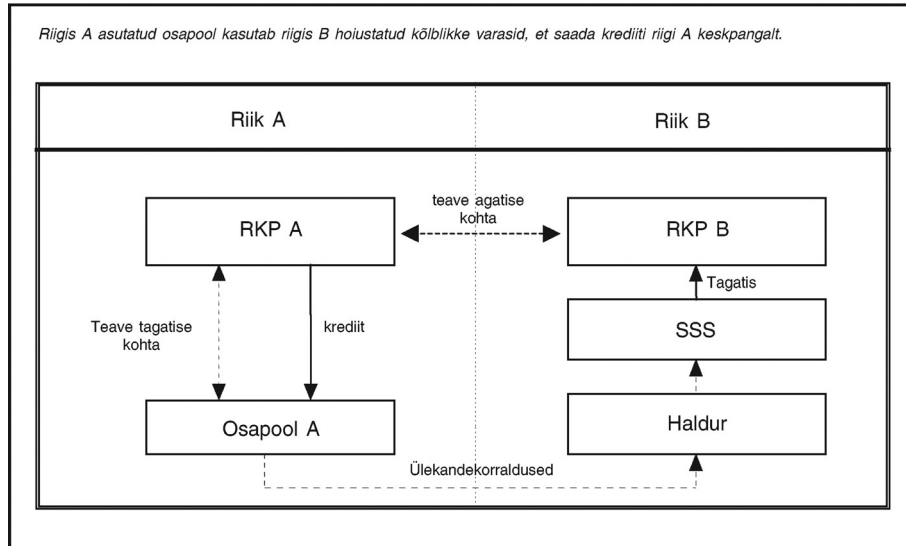 Riigis A asutatud osapool kasutab riigis B hoiustatud kõlblikke varasid, et saada krediiti riigi A keskpangalt.
Riik A
Riik B
RKP A
teave agatise
kohta
RKP B
Tagatis
Teave tagatise
kohta
krediit
SSS
Osapool A
Haldur
Ülekandekorraldused